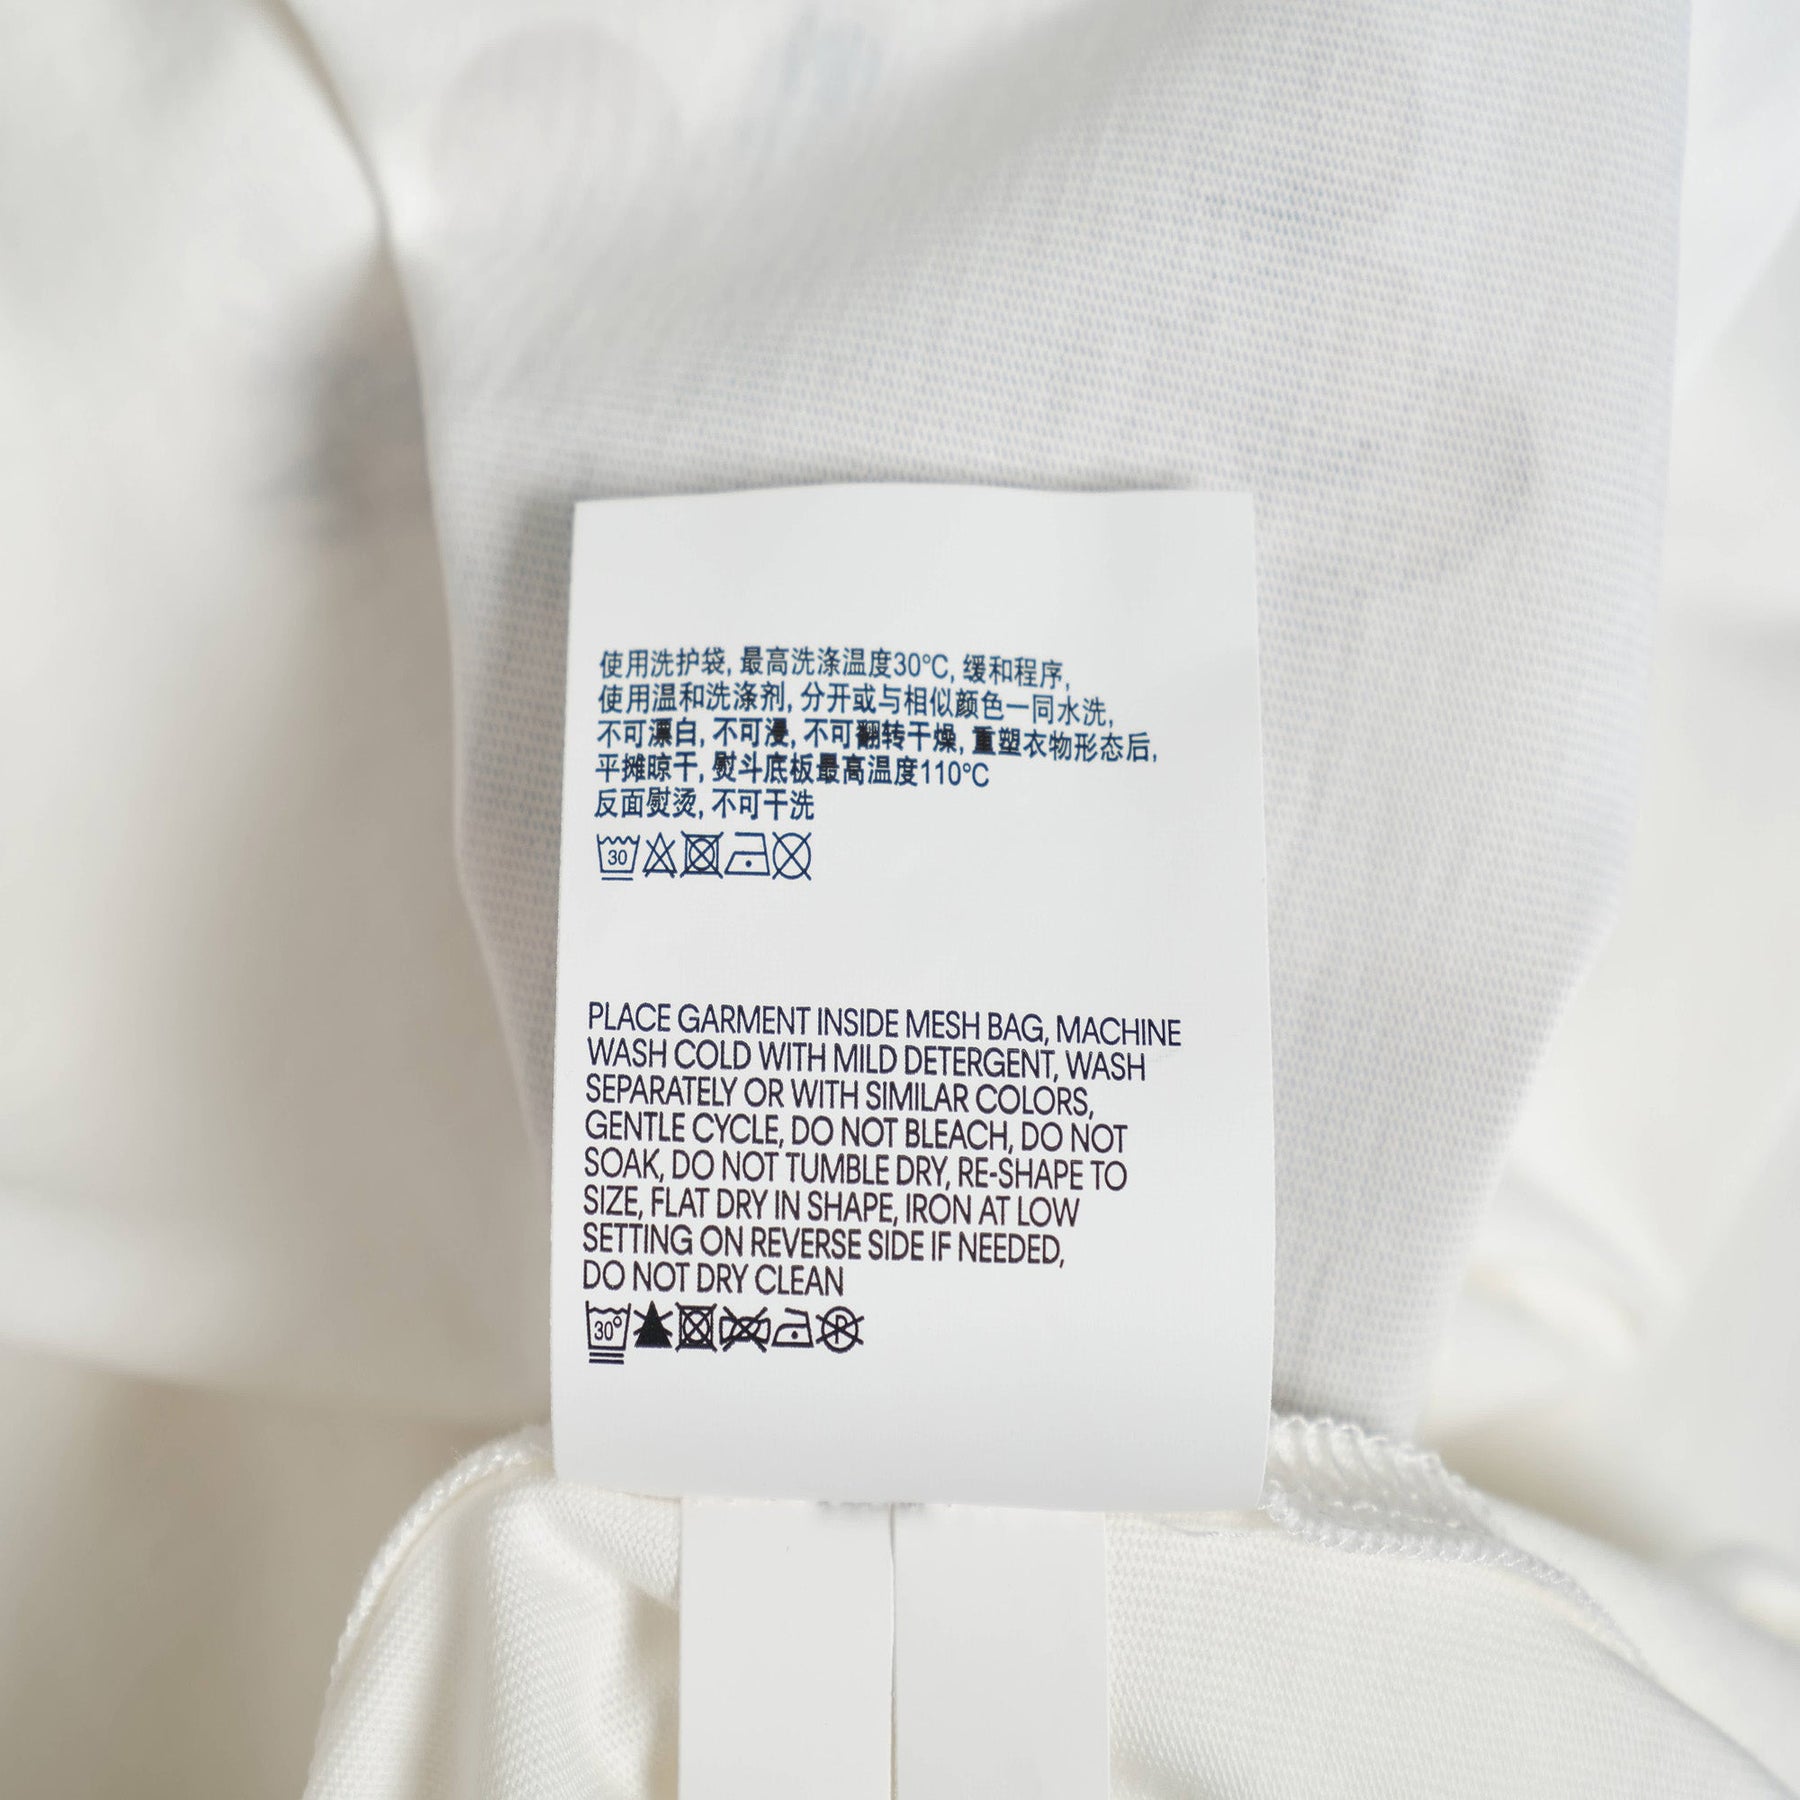 使用洗护袋, 最高洗涤温度30°C, 缓和程序,
使用温和洗涤剂, 分开或与相似颜色一同水洗,
不可漂白, 不可浸, 不可翻转干燥, 重塑衣物形态后,
平摊晾干, 熨斗底板最高温度110°C
反面熨烫, 不可干洗
30
PLACE GARMENT INSIDE MESH BAG, MACHINE
WASH COLD WITH MILD DETERGENT, WASH
SEPARATELY OR WITH SIMILAR COLORS,
GENTLE CYCLE, DO NOT BLEACH, DO NOT
SOAK, DO NOT TUMBLE DRY, RE-SHAPE TO
SIZE, FLAT DRY IN SHAPE, IRON AT LOW
SETTING ON REVERSE SIDE IF NEEDED,
DO NOT DRY CLEAN
30° P